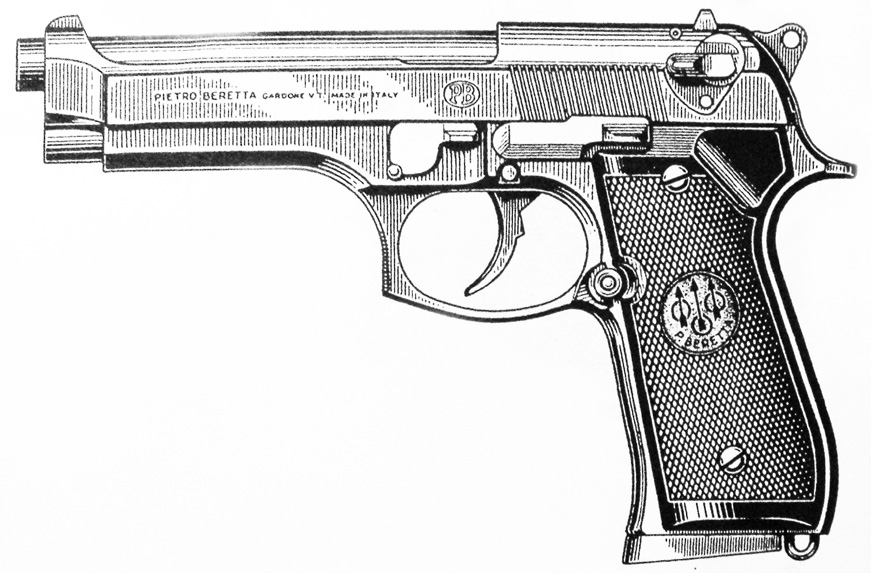 PIETRO BERETTA GARDONE V.T. MADE IN ITALY
PB
P. BERETTA